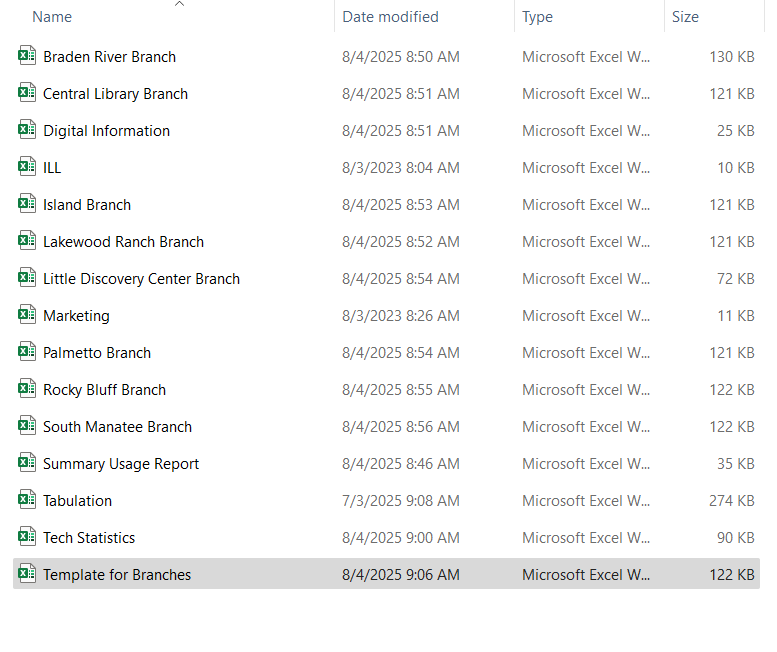 Name Date modified Type Size
Braden River Branch 8/4/2025 8:50 AM Microsoft Excel W... 130 KB
Central Library Branch 8/4/2025 8:51 AM Microsoft Excel W... 121 KB
Digital Information 8/4/2025 8:51 AM Microsoft Excel W... 25 KB
ILL 8/3/2023 8:04 AM Microsoft Excel W... 10 KB
Island Branch 8/4/2025 8:53 AM Microsoft Excel W... 121 KB
Lakewood Ranch Branch 8/4/2025 8:52 AM Microsoft Excel W... 121 KB
Little Discovery Center Branch 8/4/2025 8:54 AM Microsoft Excel W... 72 KB
Marketing 8/3/2023 8:26 AM Microsoft Excel W... 11 KB
Palmetto Branch 8/4/2025 8:54 AM Microsoft Excel W... 121 KB
Rocky Bluff Branch 8/4/2025 8:55 AM Microsoft Excel W... 122 KB
South Manatee Branch 8/4/2025 8:56 AM Microsoft Excel W... 122 KB
Summary Usage Report 8/4/2025 8:46 AM Microsoft Excel W... 35 KB
Tabulation 7/3/2025 9:08 AM Microsoft Excel W... 274 KB
Tech Statistics 8/4/2025 9:00 AM Microsoft Excel W... 90 KB
Template for Branches 8/4/2025 9:06 AM Microsoft Excel W... 122 KB